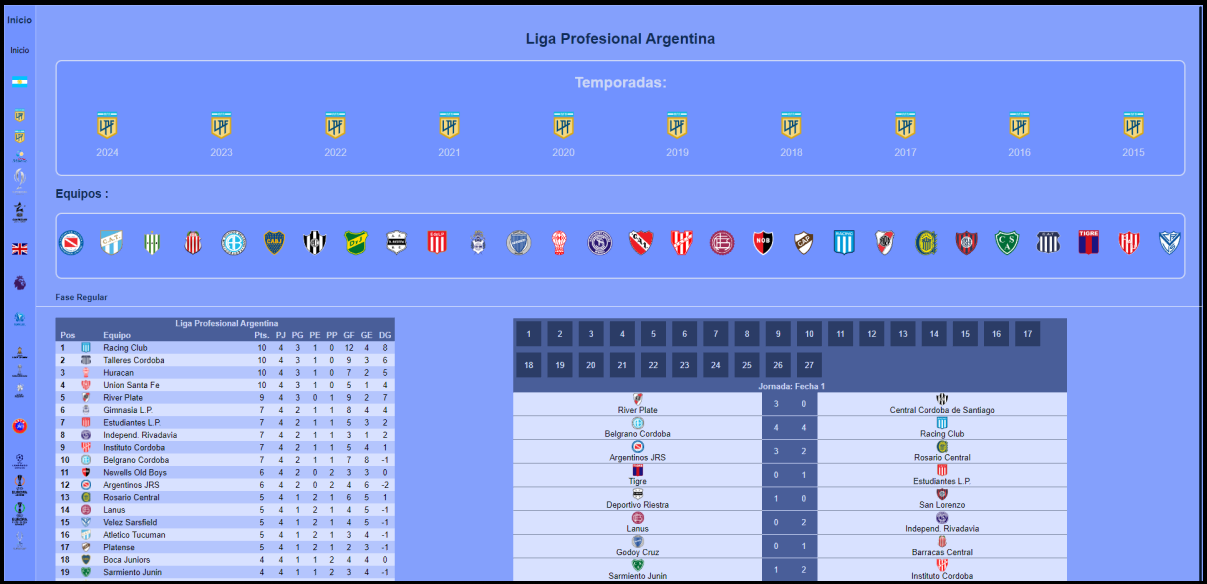 Inicio
Inicio
Liga Profesional Argentina
Temporadas:
2024 2023 2022 2021 2020 2019 2018 2017 2016 2015
Equipos :
Fase Regular
Liga Profesional Argentina
Pos Equipo Pts. PJ PG PE PP GF GE DG
1 Racing Club 10 4 3 1 0 12 4 8
2 Talleres Cordoba 10 4 3 1 0 9 3 6
3 Huracan 10 4 3 1 0 7 2 5
4 Union Santa Fe 10 4 3 1 0 5 1 4
5 River Plate 9 4 3 0 1 9 2 7
6 Gimnasia L.P. 7 4 2 1 1 8 4 4
7 Estudiantes L.P. 7 4 2 1 1 5 3 2
8 Independ. Rivadavia 7 4 2 1 1 3 1 2
9 Instituto Cordoba 7 4 2 1 1 5 4 1
10 Belgrano Cordoba 7 4 2 1 1 7 8 -1
11 Newells Old Boys 6 4 2 0 2 3 3 0
12 Argentinos JRS 6 4 2 0 2 4 6 -2
13 Rosario Central 5 4 1 2 1 6 5 1
14 Lanus 5 4 1 2 1 4 5 -1
15 Velez Sarsfield 5 4 1 2 1 4 5 -1
16 Atletico Tucuman 5 4 1 2 1 3 4 -1
17 Platense 5 4 1 2 1 2 3 -1
18 Boca Juniors 4 4 1 1 2 4 4 0
19 Sarmiento Junin 4 4 1 1 2 3 4 -1
1 2 3 4 5 6 7 8 9 10 11 12 13 14 15 16 17
18 19 20 21 22 23 24 25 26 27
Jornada: Fecha 1
River Plate 3 0 Central Cordoba de Santiago
Belgrano Cordoba 4 4 Racing Club
Argentinos JRS 3 2 Rosario Central
Tigre 0 1 Estudiantes L.P.
Deportivo Riestra 1 0 San Lorenzo
Lanus 0 2 Independ. Rivadavia
Godoy Cruz 0 1 Barracas Central
Sarmiento Junin 1 2 Instituto Cordoba